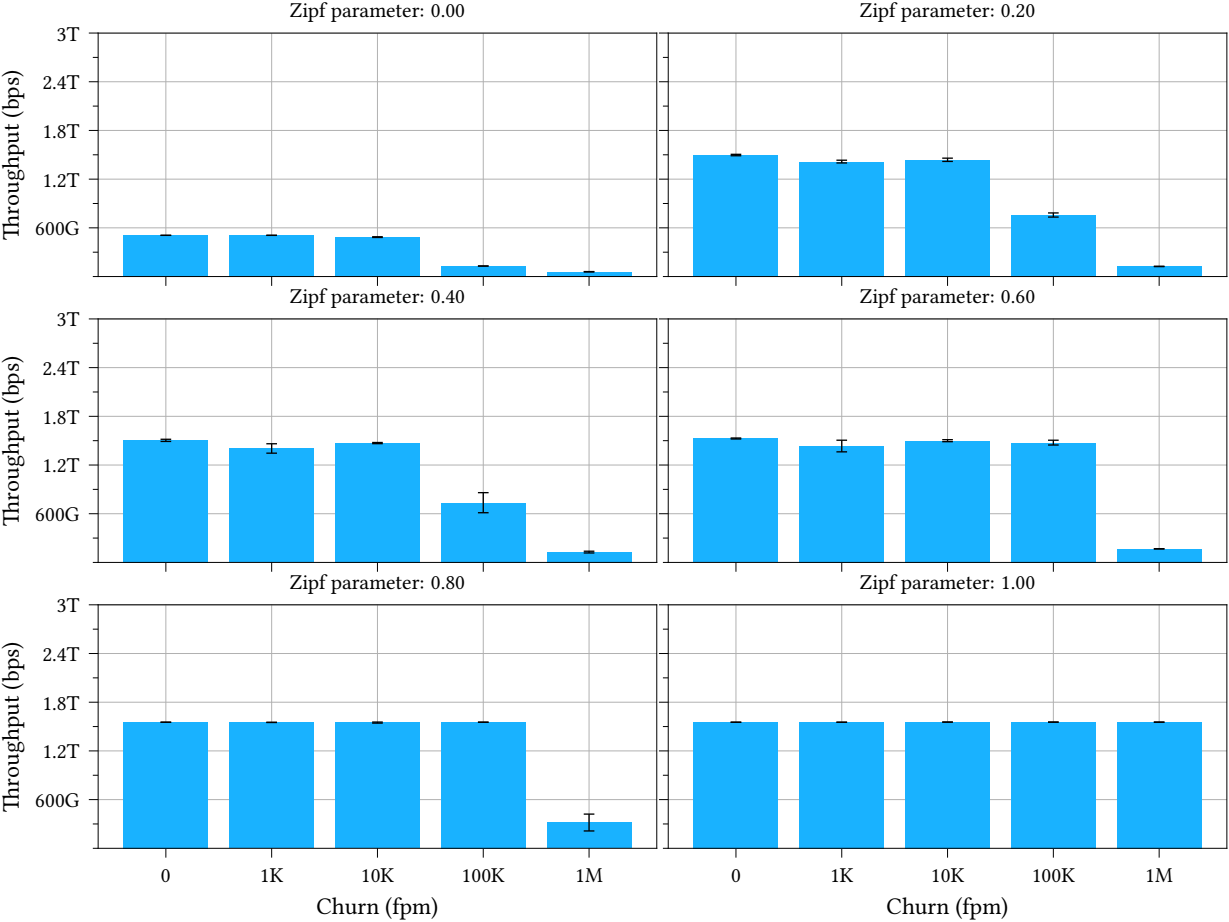 Zipf parameter: 0.00
Zipf parameter: 0.20
3T
2.4T
1.8T
1.2T
600G
Throughput (bps)
Zipf parameter: 0.40
Zipf parameter: 0.60
3T
2.4T
1.8T
1.2T
600G
Throughput (bps)
Zipf parameter: 0.80
Zipf parameter: 1.00
3T
2.4T
1.8T
1.2T
600G
Throughput (bps)
0 1K 10K 100K 1M
0 1K 10K 100K 1M
Churn (fpm)
Churn (fpm)